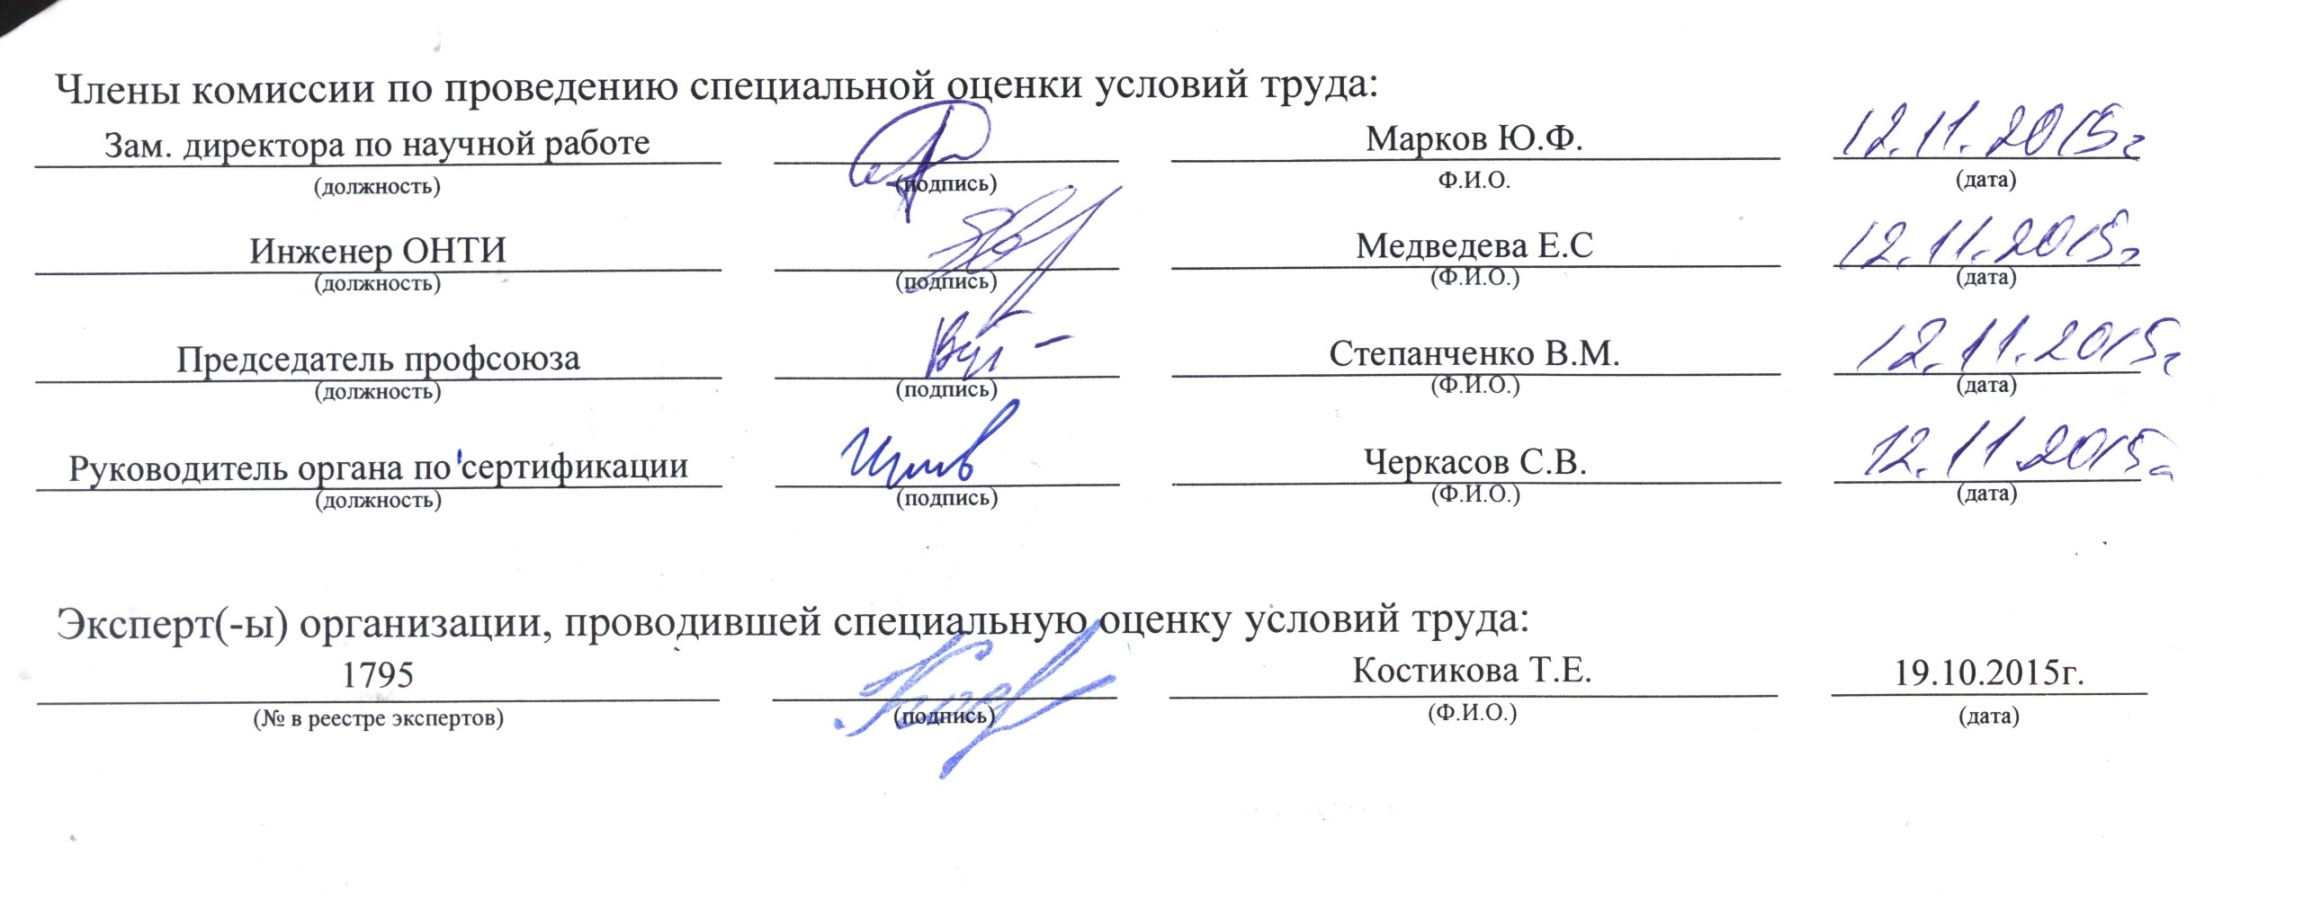 Члены комиссии по проведению специальной оценки условий труда:
Зам. директора по научной работе Марков Ю.Ф. 12.11.2015г
(должность) (подпись) Ф.И.О. (дата)
Инженер ОНТИ Медведева Е.С 12.11.2015г
(должность) (подпись) (Ф.И.О.) (дата)
Председатель профсоюза Степанченко В.М. 12.11.2015г
(должность) (подпись) (Ф.И.О.) (дата)
Руководитель органа по сертификации Черкасов С.В. 12.11.2015г
(должность) (подпись) (Ф.И.О.) (дата)
Эксперт(-ы) организации, проводившей специальную оценку условий труда:
1795 Костикова Т.Е. 19.10.2015г.
(№ в реестре экспертов) (подпись) (Ф.И.О.) (дата)